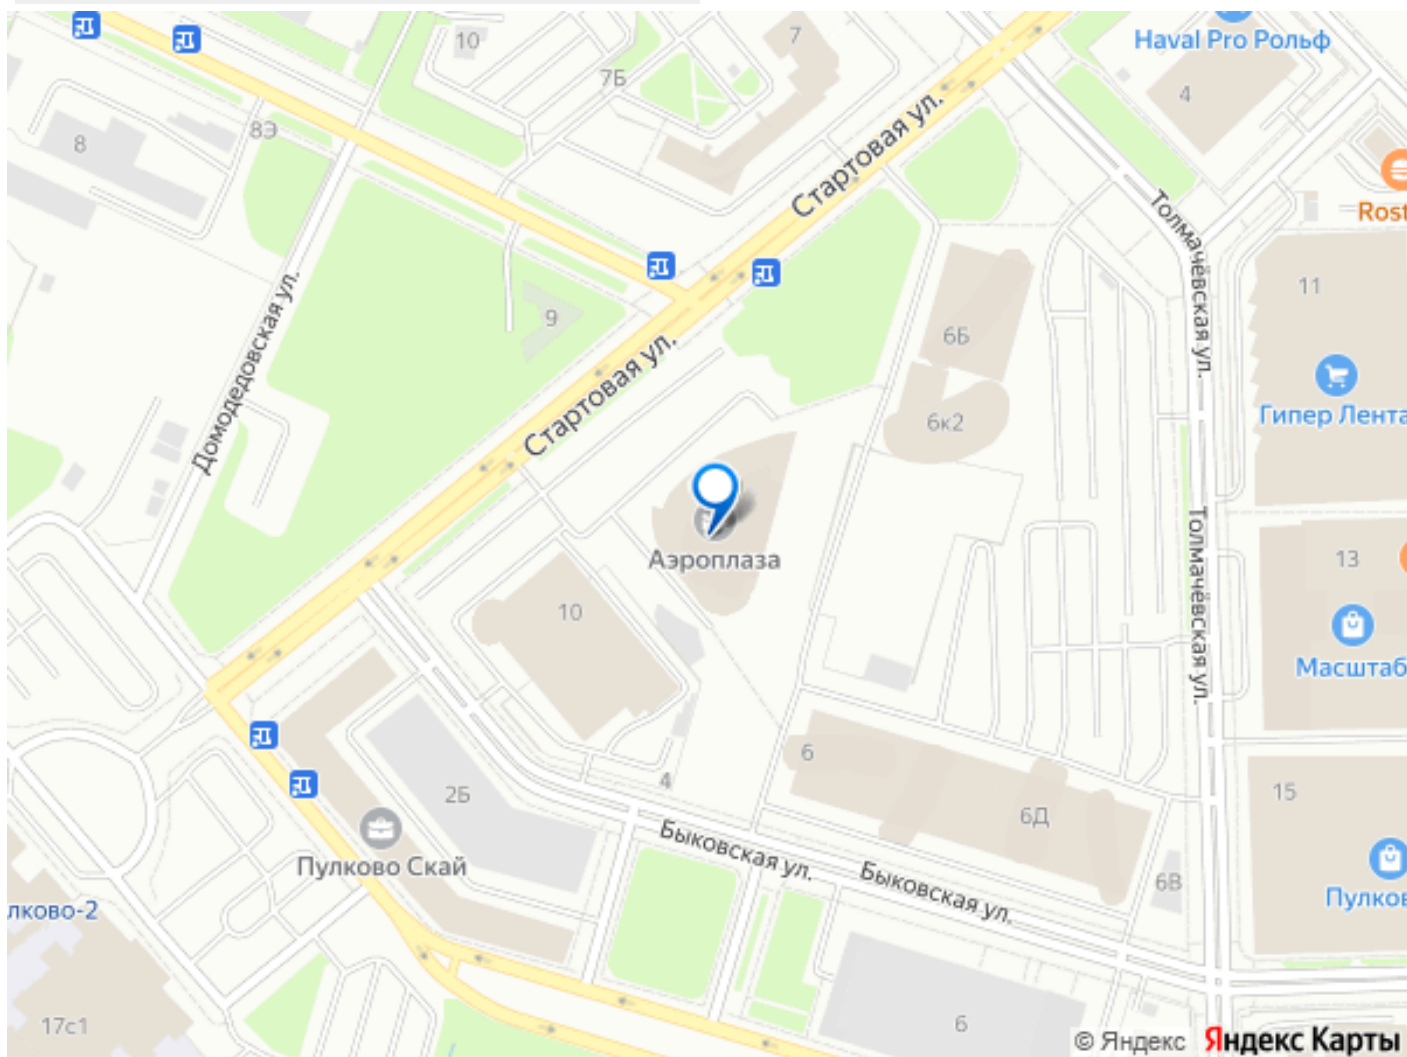 Haval Pro Рольф
10
7
7Б
4
8Э
8
Стартовая ул.
Rost
Толмачёвская ул.
Домодедовская ул.
11
9
6Б
Стартовая ул.
Гипер Лента
6к2
Аэроплаза
Толмачёвская ул.
13
10
Масштаб
6
4
2Б
15
6Д
Быковская ул.
Пулково Скай
Быковская ул.
6В
Пулков
лково-2
17с1
6
© Яндекс Яндекс Карты